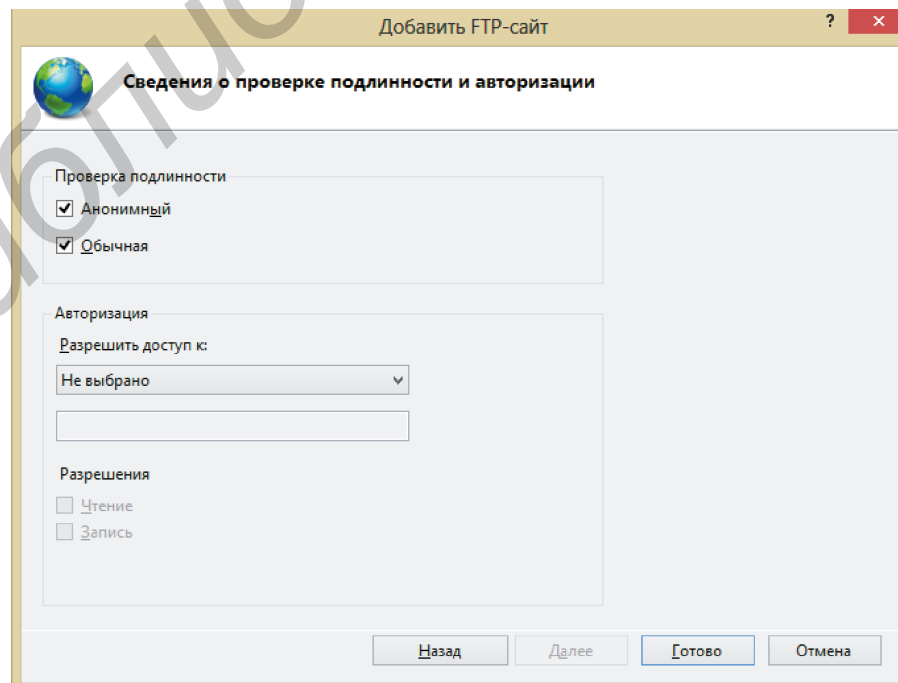 Добавить FTP-сайт
?
Сведения о проверке подлинности и авторизации
Проверка подлинности
Анонимный
Обычная
Авторизация
Разрешить доступ к:
Не выбрано
Разрешения
Чтение
Запись
Назад Далее Готово Отмена